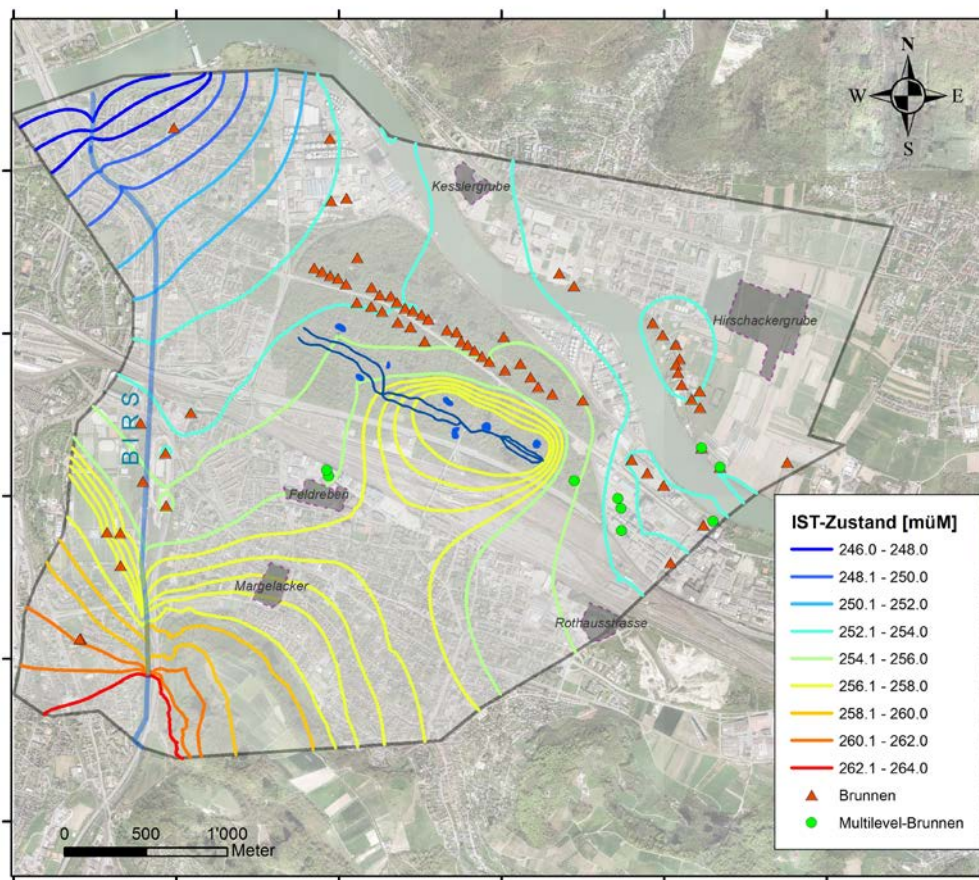 N
W E
S
Kesslergrube
Hirschackergrube
BIRS
Feldreben
Margelacker
Rothausstrasse
IST-Zustand [müM]
246.0 - 248.0
248.1 - 250.0
250.1 - 252.0
252.1 - 254.0
254.1 - 256.0
256.1 - 258.0
258.1 - 260.0
260.1 - 262.0
262.1 - 264.0
Brunnen
Multilevel-Brunnen
0 500 1'000
Meter